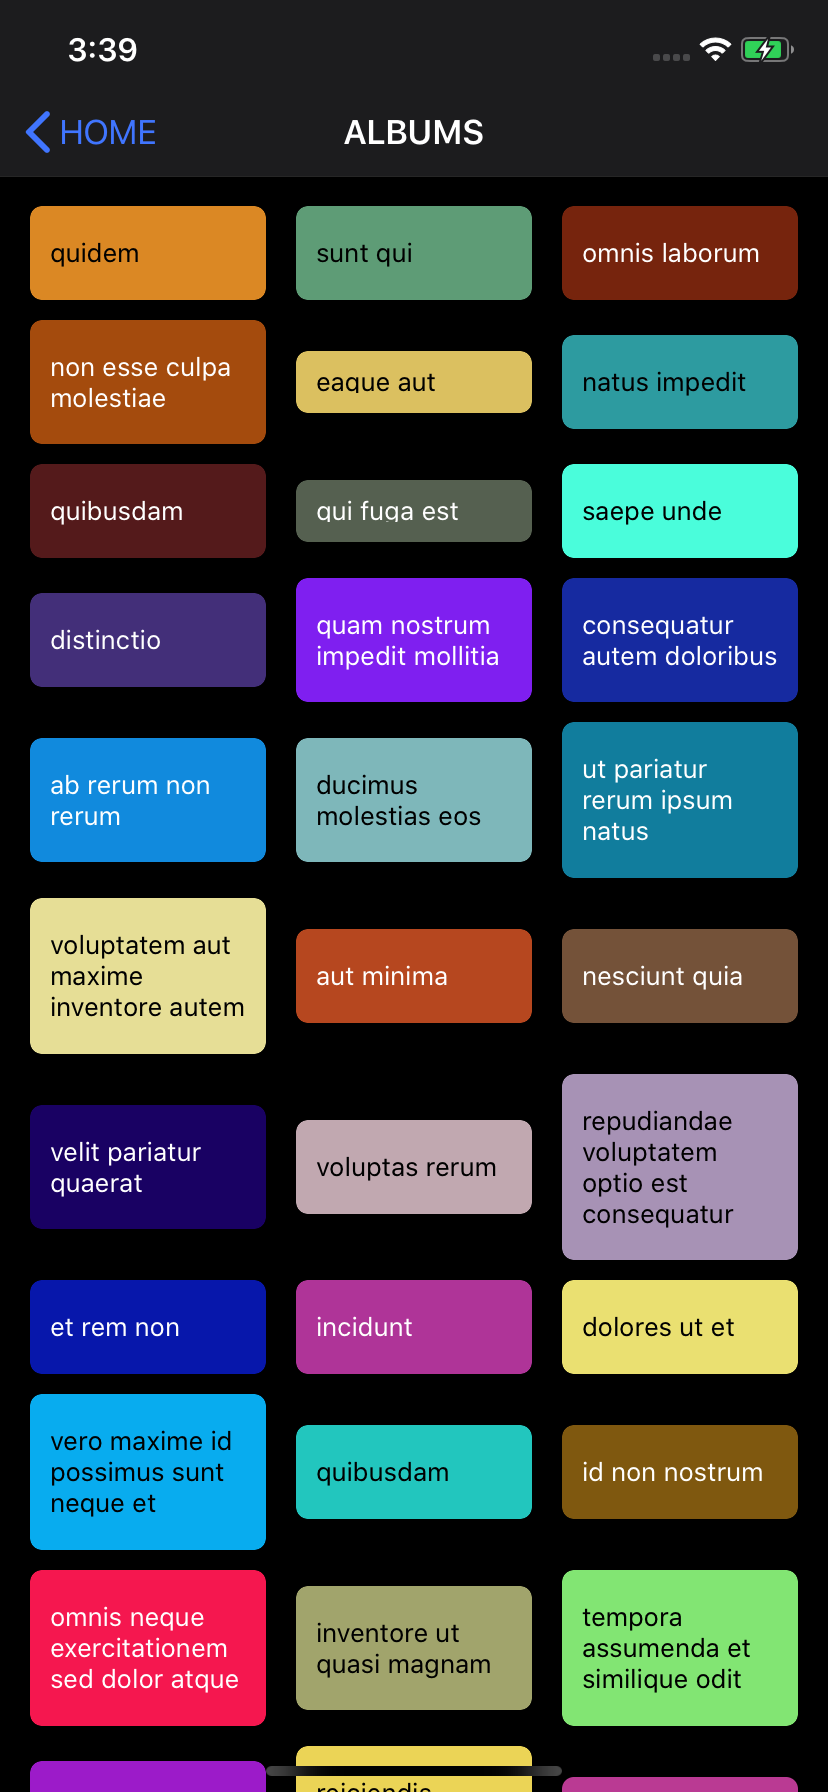 3:39
HOME
ALBUMS
quidem
sunt qui
omnis laborum
non esse culpa
molestiae
eaque aut
natus impedit
quibusdam
qui fuga est
saepe unde
distinctio
quam nostrum
impedit mollitia
consequatur
autem doloribus
ab rerum non
rerum
ducimus
molestias eos
ut pariatur
rerum ipsum
natus
voluptatem aut
maxime
inventore autem
aut minima
nesciunt quia
velit pariatur
quaerat
voluptas rerum
repudiandae
voluptatem
optio est
consequatur
et rem non
incidunt
dolores ut et
vero maxime id
possimus sunt
neque et
quibusdam
id non nostrum
omnis neque
exercitationem
sed dolor atque
inventore ut
quasi magnam
tempora
assumenda et
similique odit